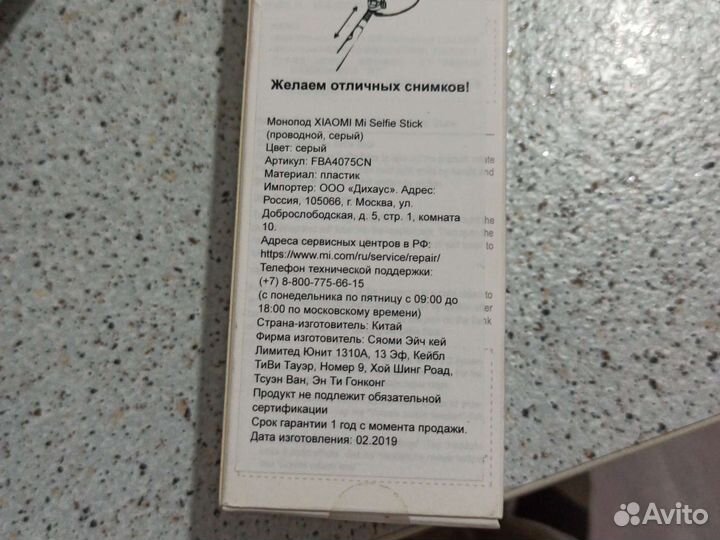 Желаем отличных снимков!
Монопод XIAOMI Mi Selfie Stick
(проводной, серый)
Цвет: серый
Артикул: FBA4075CN
Материал: пластик
Импортер: ООО «Дихаус». Адрес:
Россия, 105066, г. Москва, ул.
Доброслободская, д. 5, стр. 1, комната
10.
Адреса сервисных центров в РФ:
https://www.mi.com/ru/service/repair/
Телефон технической поддержки:
(+7) 8-800-775-66-15
(с понедельника по пятницу с 09:00 до
18:00 по московскому времени)
Страна-изготовитель: Китай
Фирма изготовитель: Сяоми Эйч кей
Лимитед Юнит 1310А, 13 Эф, Кейбл
ТиВи Тауэр, Номер 9, Хой Шинг Роад,
Тсуэн Ван, Эн Ти Гонконг
Продукт не подлежит обязательной
сертификации
Срок гарантии 1 год с момента продажи.
Дата изготовления: 02.2019
Avito